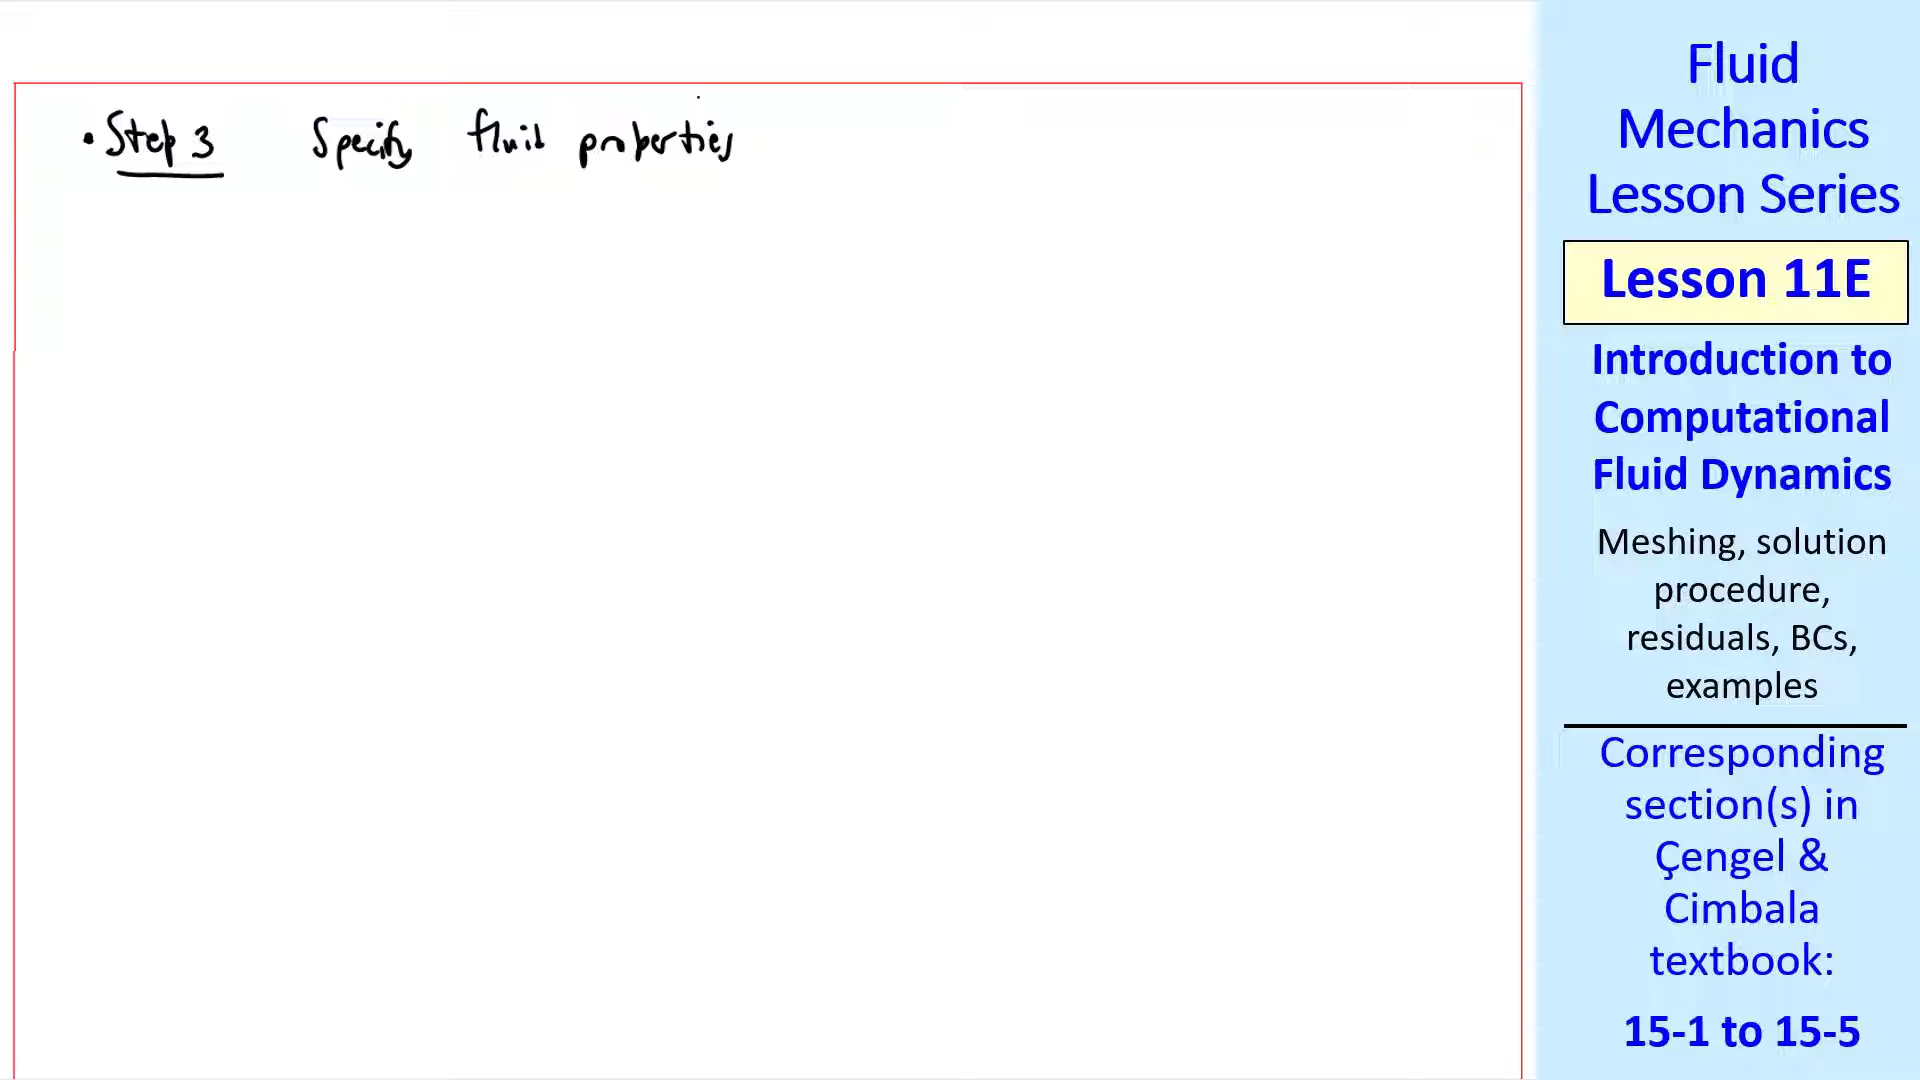 • Step 3 Specify fluid properties
Fluid
Mechanics
Lesson Series
Lesson 11E
Introduction to
Computational
Fluid Dynamics
Meshing, solution
procedure,
residuals, BCs,
examples
Corresponding
section(s) in
Çengel &
Cimbala
textbook:
15-1 to 15-5